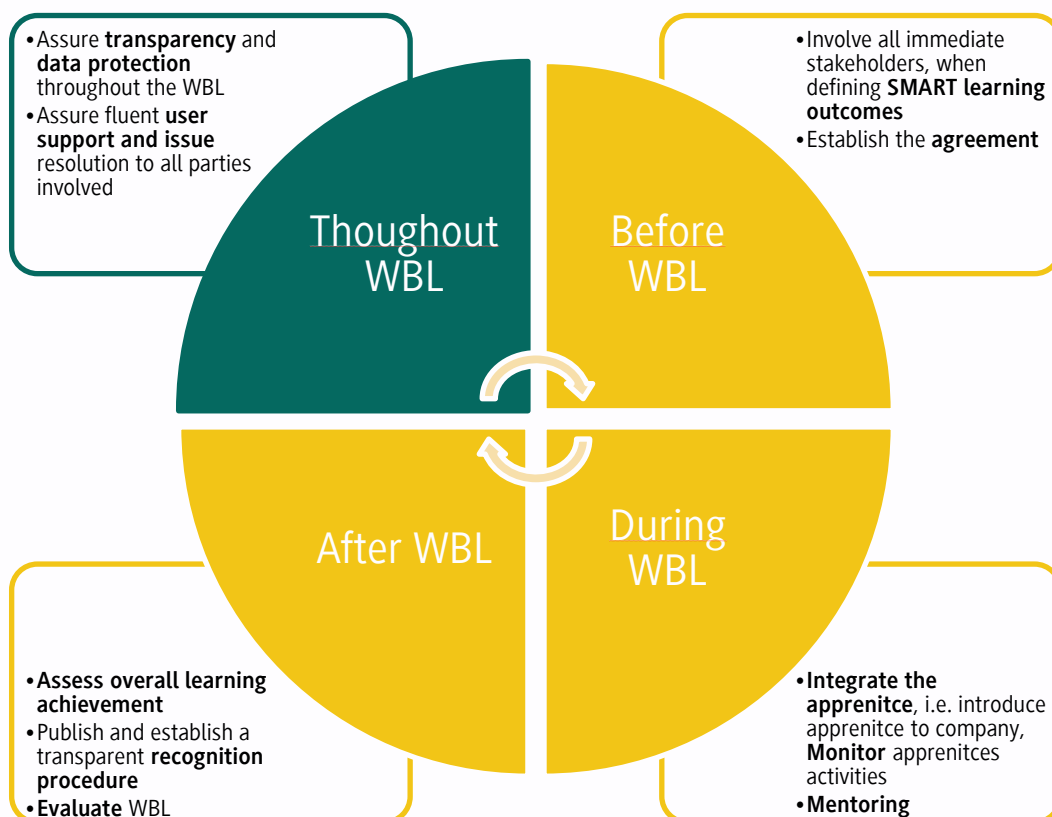 •Assure transparency and
data protection
throughout the WBL
•Assure fluent user
support and issue
resolution to all parties
involved
•Involve all immediate
stakeholders, when
defining SMART learning
outcomes
•Establish the agreement
Thoughout
WBL
Before
WBL
After WBL
During
WBL
•Assess overall learning
achievement
•Publish and establish a
transparent recognition
procedure
•Evaluate WBL
•Integrate the
apprenitce, i.e. introduce
apprenitce to company,
Monitor apprenitces
activities
•Mentoring